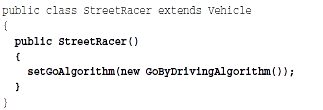 public class StreetRacer extends Vehicle
{
  public StreetRacer()
  {
    setGoAlgorithm(new GoByDrivingAlgorithm());
  }
}